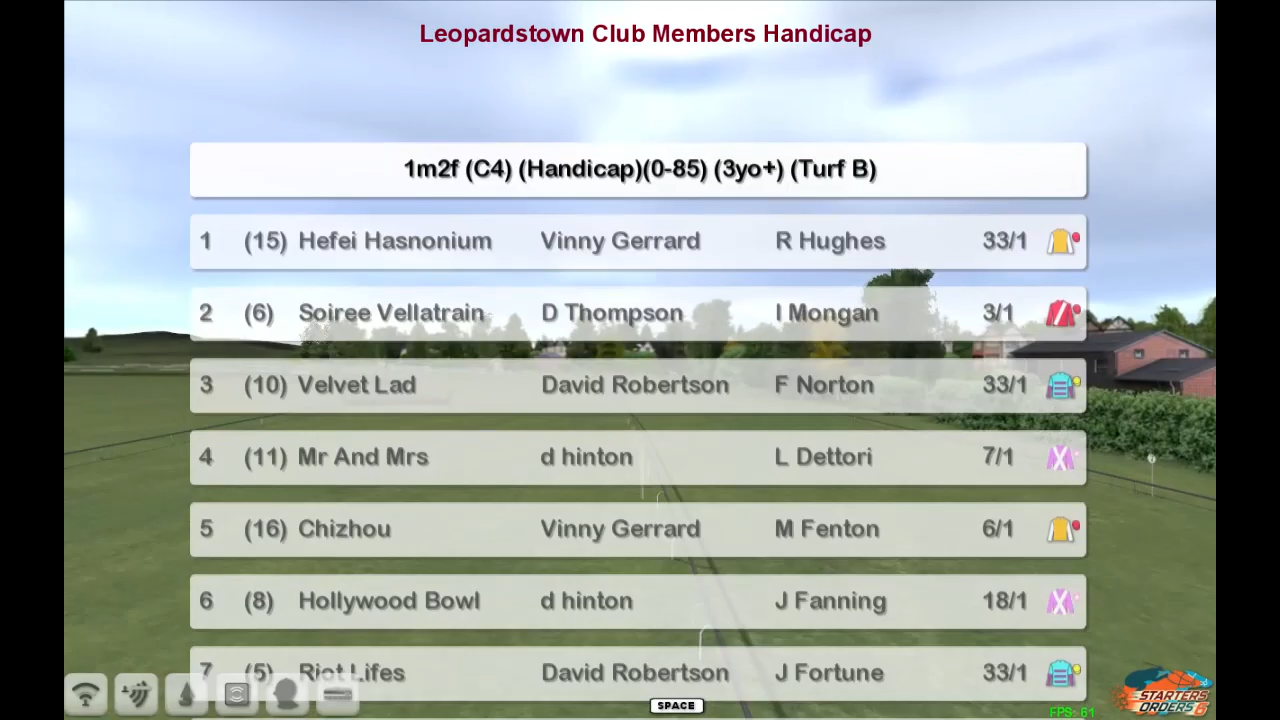 Leopardstown Club Members Handicap
1m2f (C4) (Handicap)(0-85) (3yo+) (Turf B)
1 (15) Hefei Hasnonium Vinny Gerrard R Hughes 33/1
2 (6) Soiree Vellatrain D Thompson I Mongan 3/1
3 (10) Velvet Lad David Robertson F Norton 33/1
4 (11) Mr And Mrs d hinton L Dettori 7/1
5 (16) Chizhou Vinny Gerrard M Fenton 6/1
6 (8) Hollywood Bowl d hinton J Fanning 18/1
7 (5) Riot Lifes David Robertson J Fortune 33/1
STARTERS
ORDERS 6
SPACE
FPS: 61